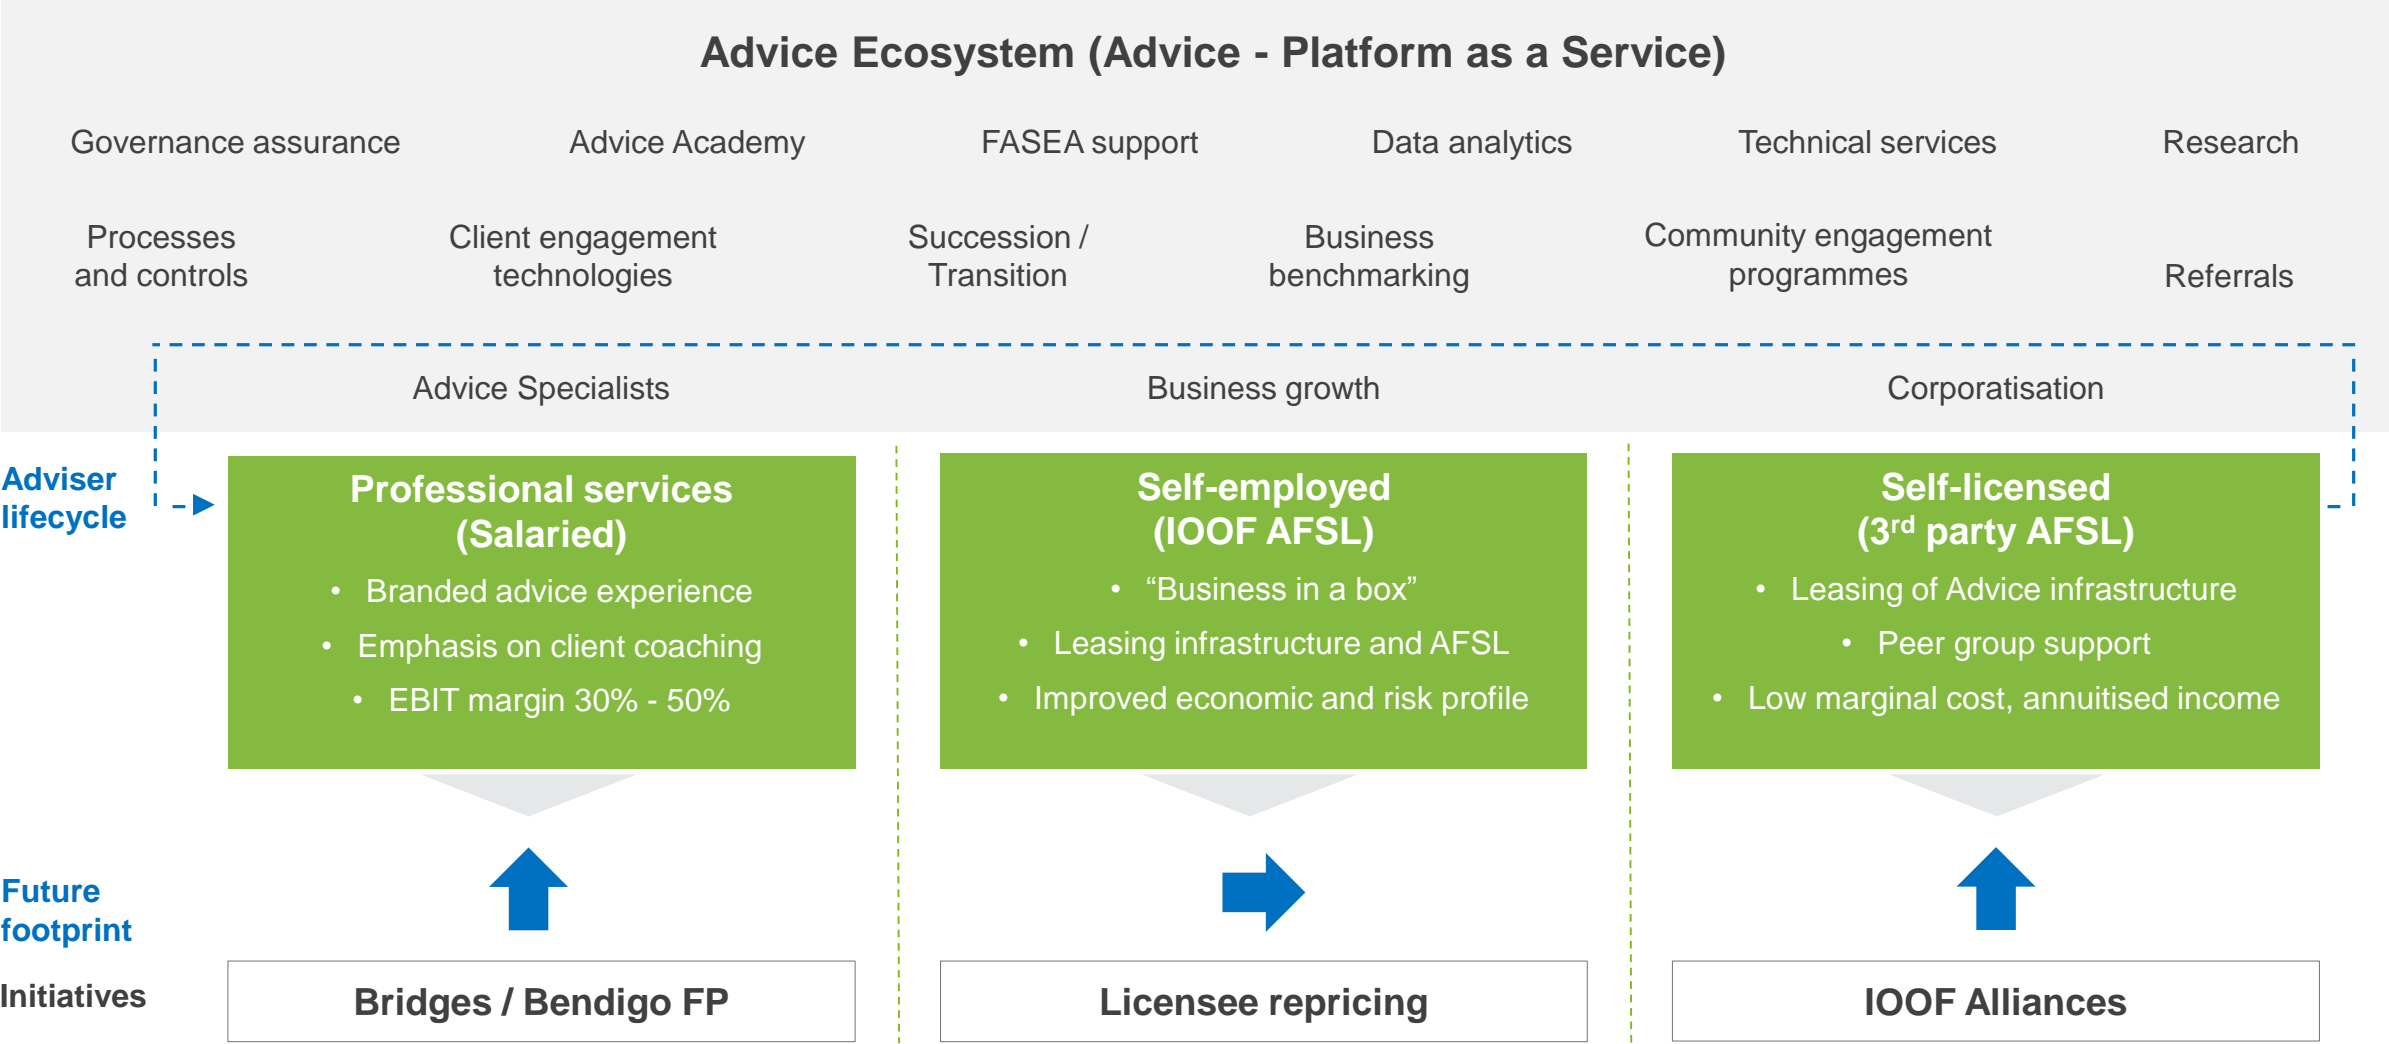 Advice Ecosystem (Advice - Platform as a Service)
Governance assurance
Advice Academy
FASEA support
Data analytics
Technical services
Research
Processes
and controls
Client engagement
technologies
Succession /
Transition
Business
benchmarking
Community engagement
programmes
Referrals
Advice Specialists
Business growth
Corporatisation
Adviser
lifecycle
Professional services
(Salaried)
• Branded advice experience
• Emphasis on client coaching
• EBIT margin 30% - 50%
Self-employed
(IOOF AFSL)
• “Business in a box”
• Leasing infrastructure and AFSL
• Improved economic and risk profile
Self-licensed
(3rd party AFSL)
• Leasing of Advice infrastructure
• Peer group support
• Low marginal cost, annuitised income
Future
footprint
Initiatives
Bridges / Bendigo FP
Licensee repricing
IOOF Alliances